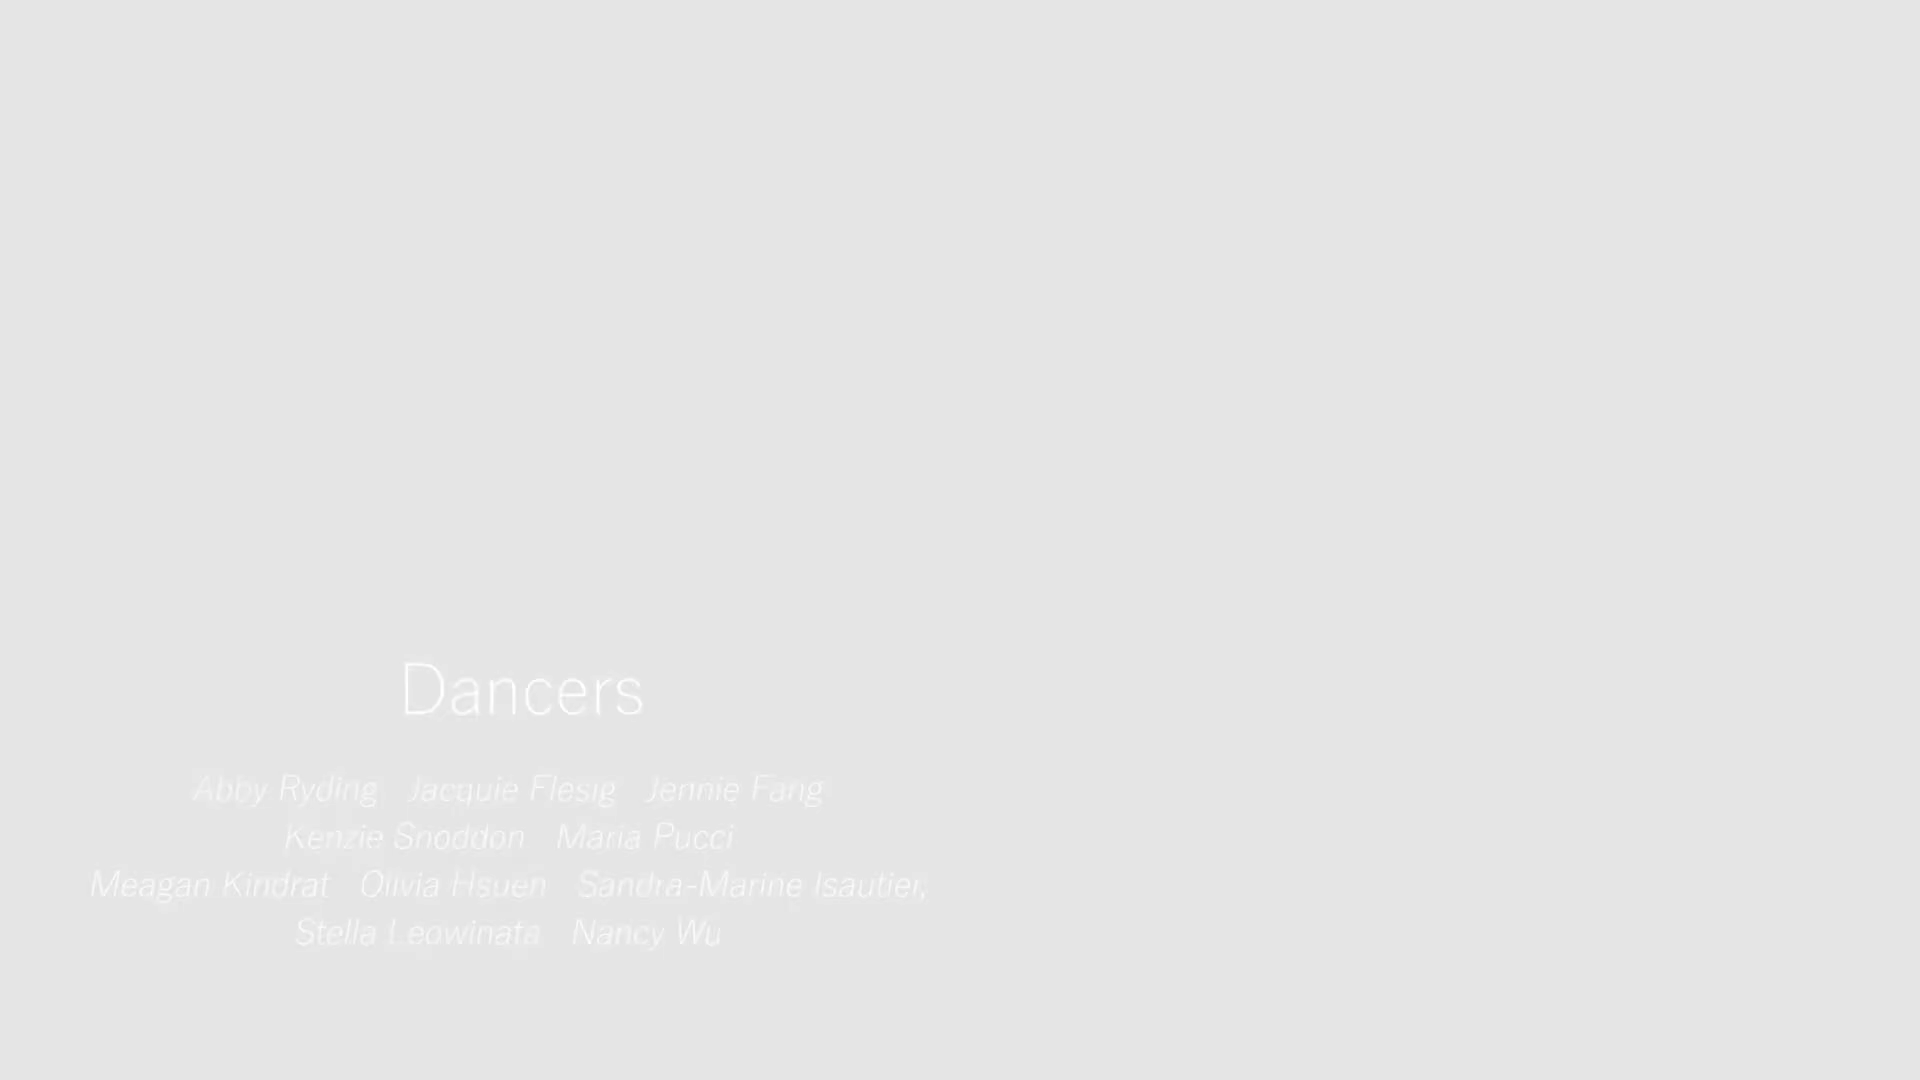 Dancers
Abby Ryding Jacquie Flesig Jennie Fang
Kenzie Snoddon Maria Pucci
Meagan Kindrat Olivia Hsueh Sandra-Marine Isautier,
Stella Leowinata Nancy Wu